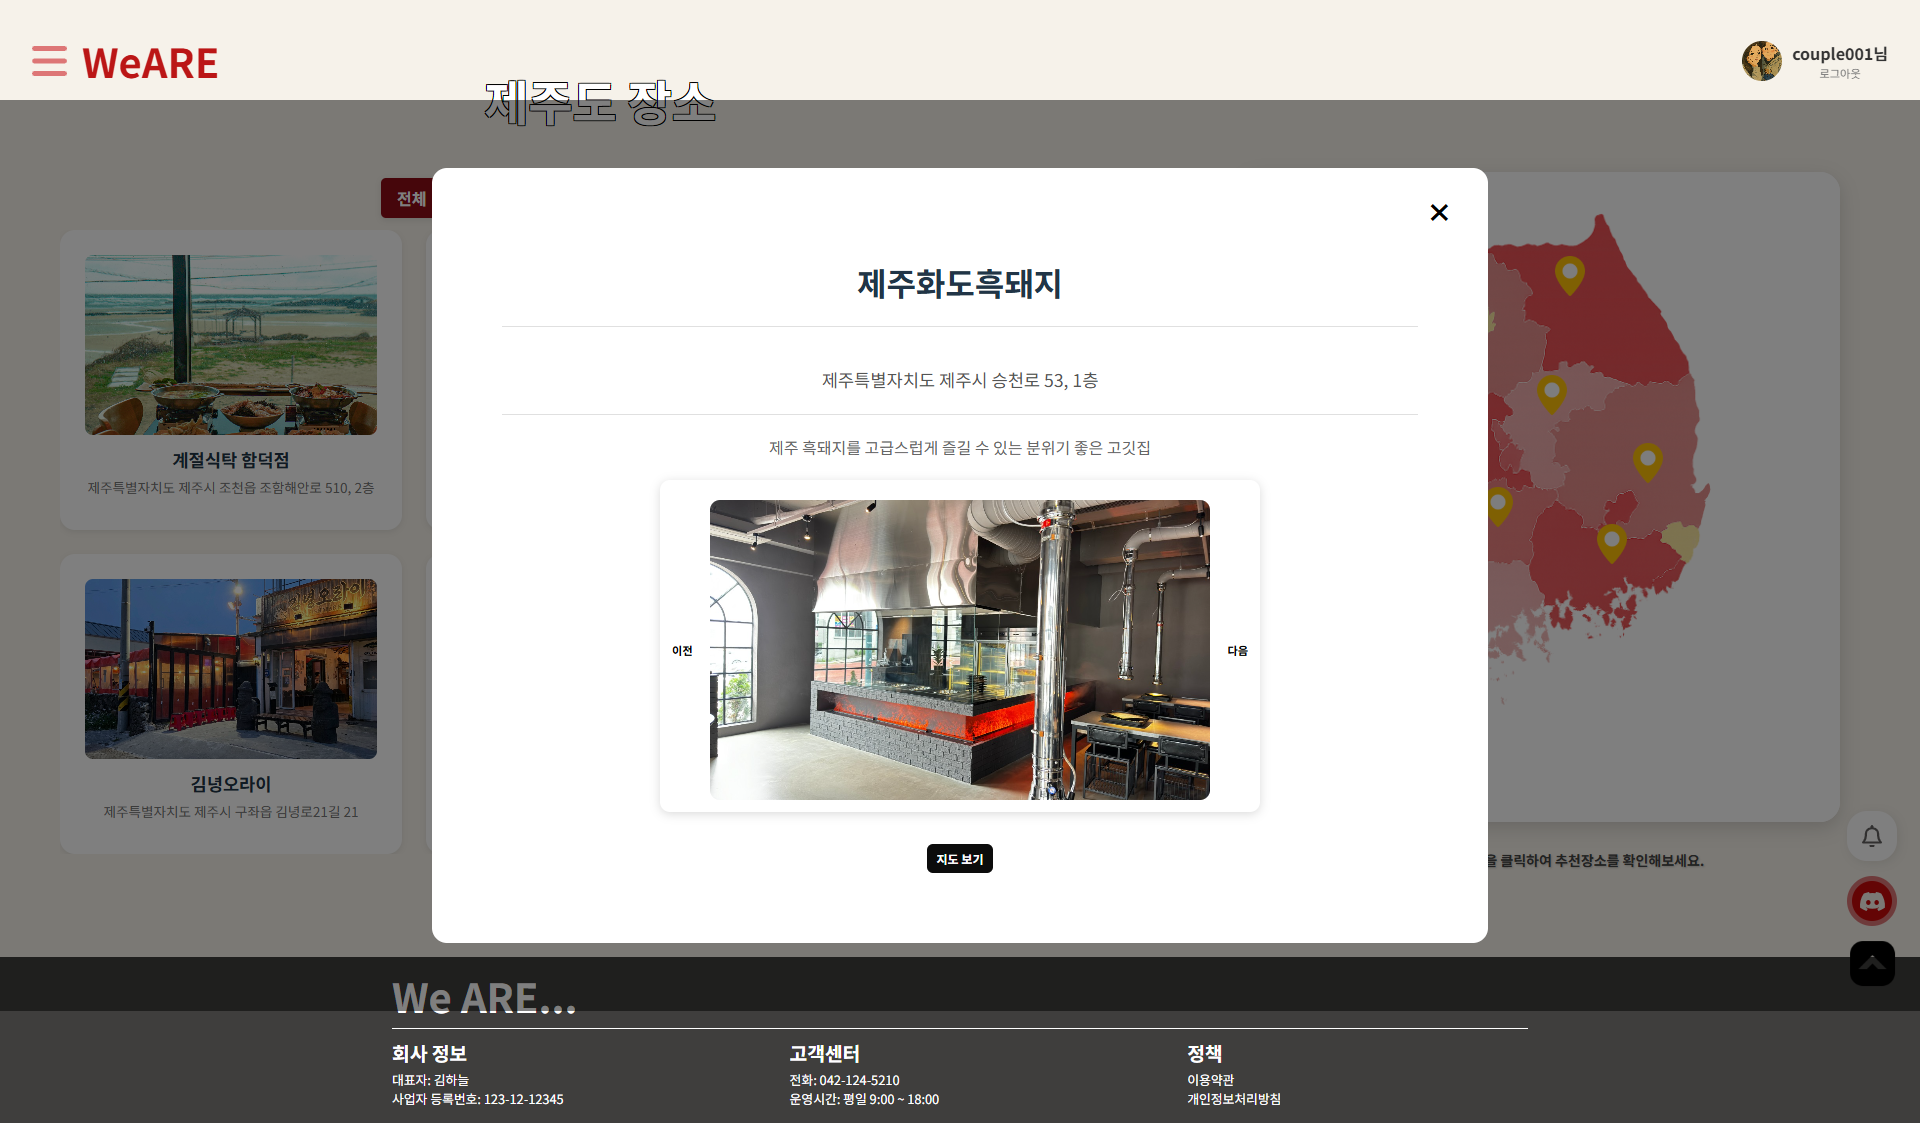 WeARE
couple001님
로그아웃
제주도 장소
전체
계절식탁 함덕점
제주특별자치도 제주시 조천읍 조함해안로 510, 2층
김녕오라이
제주특별자치도 제주시 구좌읍 김녕로21길 21
제주화도흑돼지
제주특별자치도 제주시 승천로 53, 1층
제주 흑돼지를 고급스럽게 즐길 수 있는 분위기 좋은 고깃집
이전
다음
지도 보기
을 클릭하여 추천장소를 확인해보세요.
We ARE...
회사 정보
대표자: 김하늘
사업자 등록번호: 123-12-12345
고객센터
전화: 042-124-5210
운영시간: 평일 9:00 ~ 18:00
정책
이용약관
개인정보처리방침